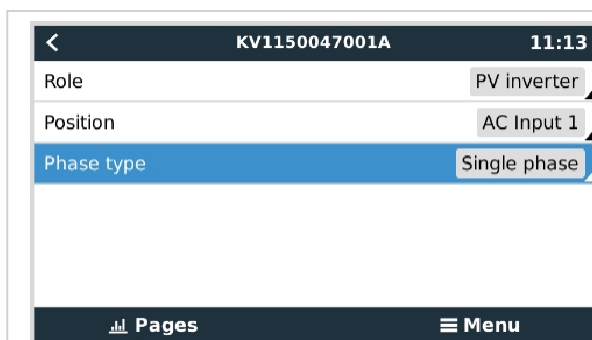 KV1150047001A 11:13
Role PV inverter
Position AC Input 1
Phase type Single phase
Pages Menu